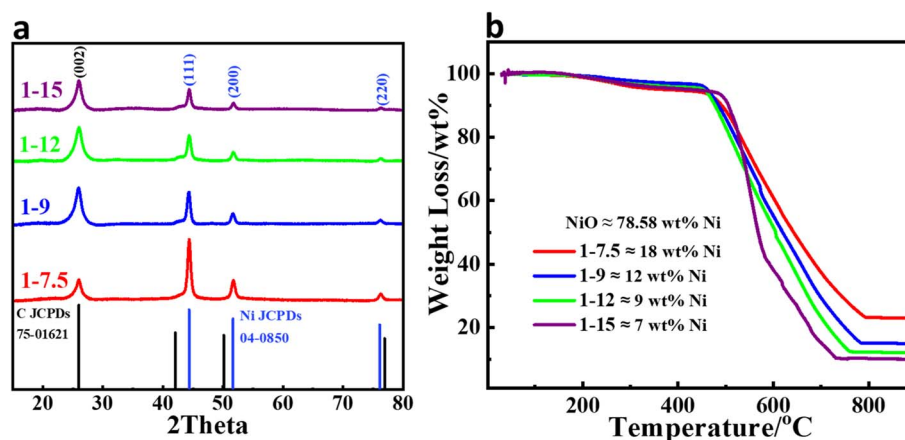 a
(002)
(111)
(200)
(220)
1-15
1-12
1-9
1-7.5
C JCPDs
75-01621
Ni JCPDs
04-0850
15 20 30 40 50 60 70 80
2Theta
b
100
80
60
40
20
Weight Loss/wt%
NiO ≈ 78.58 wt% Ni
1-7.5 ≈ 18 wt% Ni
1-9 ≈ 12 wt% Ni
1-12 ≈ 9 wt% Ni
1-15 ≈ 7 wt% Ni
200 400 600 800
Temperature/°C